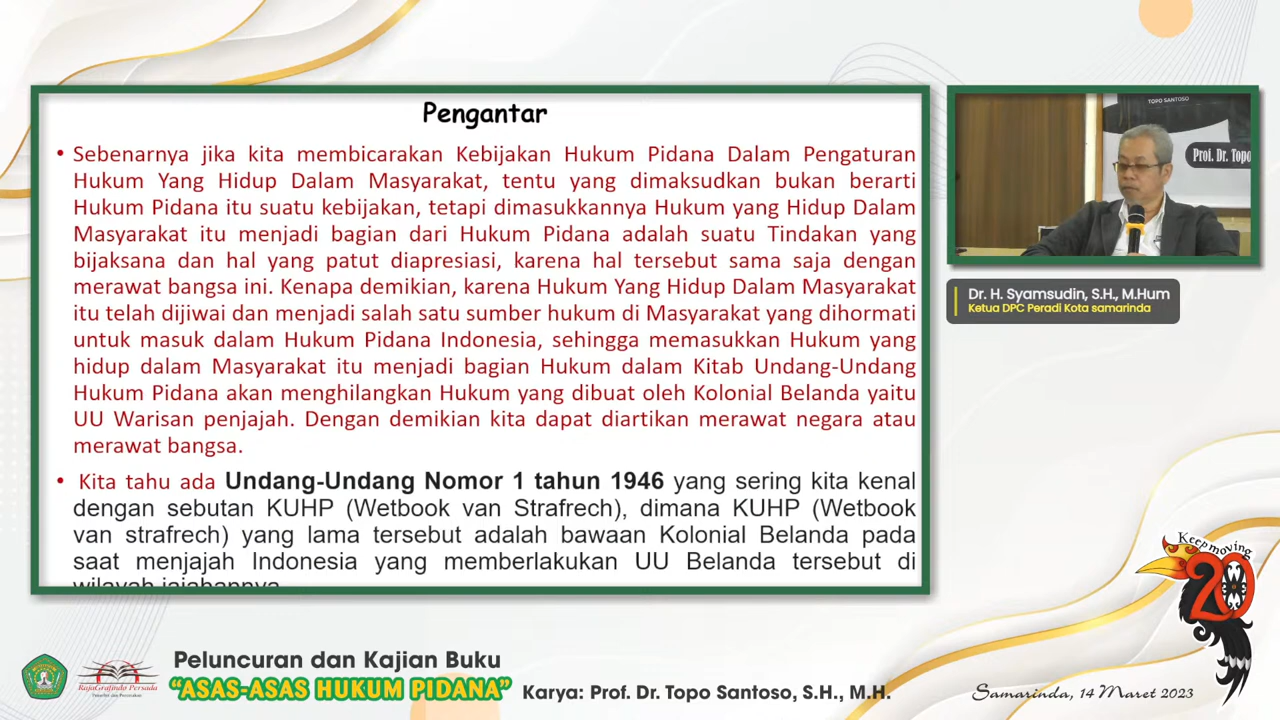 Pengantar
• Sebenarnya jika kita membicarakan Kebijakan Hukum Pidana Dalam Pengaturan
Hukum Yang Hidup Dalam Masyarakat, tentu yang dimaksudkan bukan berarti
Hukum Pidana itu suatu kebijakan, tetapi dimasukkannya Hukum yang Hidup Dalam
Masyarakat itu menjadi bagian dari Hukum Pidana adalah suatu Tindakan yang
bijaksana dan hal yang patut diapresiasi, karena hal tersebut sama saja dengan
merawat bangsa ini. Kenapa demikian, karena Hukum Yang Hidup Dalam Masyarakat
itu telah dijiwai dan menjadi salah satu sumber hukum di Masyarakat yang dihormati
untuk masuk dalam Hukum Pidana Indonesia, sehingga memasukkan Hukum yang
hidup dalam Masyarakat itu menjadi bagian Hukum dalam Kitab Undang-Undang
Hukum Pidana akan menghilangkan Hukum yang dibuat oleh Kolonial Belanda yaitu
UU Warisan penjajah. Dengan demikian kita dapat diartikan merawat negara atau
merawat bangsa.
• Kita tahu ada Undang-Undang Nomor 1 tahun 1946 yang sering kita kenal
dengan sebutan KUHP (Wetbook van Strafrech), dimana KUHP (Wetbook
van strafrech) yang lama tersebut adalah bawaan Kolonial Belanda pada
saat menjajah Indonesia yang memberlakukan UU Belanda tersebut di
wilayah jajahannya
TOPO SANTOSO
Prof. Dr. Topo
Dr. H. Syamsudin, S.H., M.Hum
Ketua DPC Peradi Kota samarinda
Keep moving
20
RajaGrafindo Persada
Peluncuran dan Kajian Buku
"ASAS-ASAS HUKUM PIDANA"
Karya: Prof. Dr. Topo Santoso, S.H., M.H.
Samarinda, 14 Maret 2023